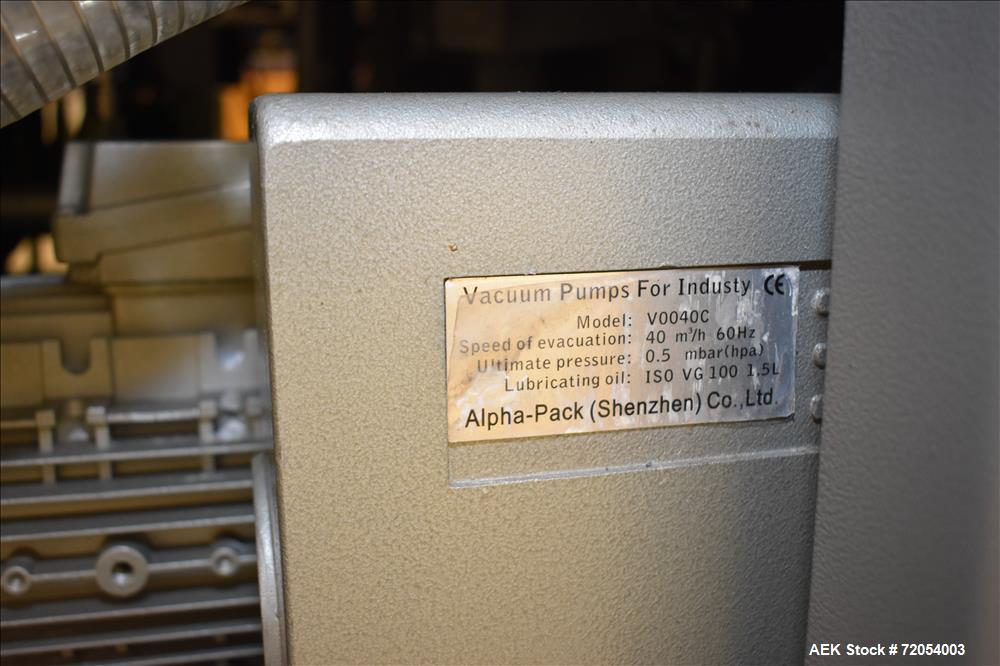 Vacuum Pumps For Industy CE
Model: V0040C
Speed of evacuation: 40 m³/h 60Hz
Ultimate pressure: 0.5 mbar(hpa)
Lubricating oil: ISO VG 100 1.5L
Alpha-Pack (Shenzhen) Co.,Ltd.
AEK Stock # 72054003